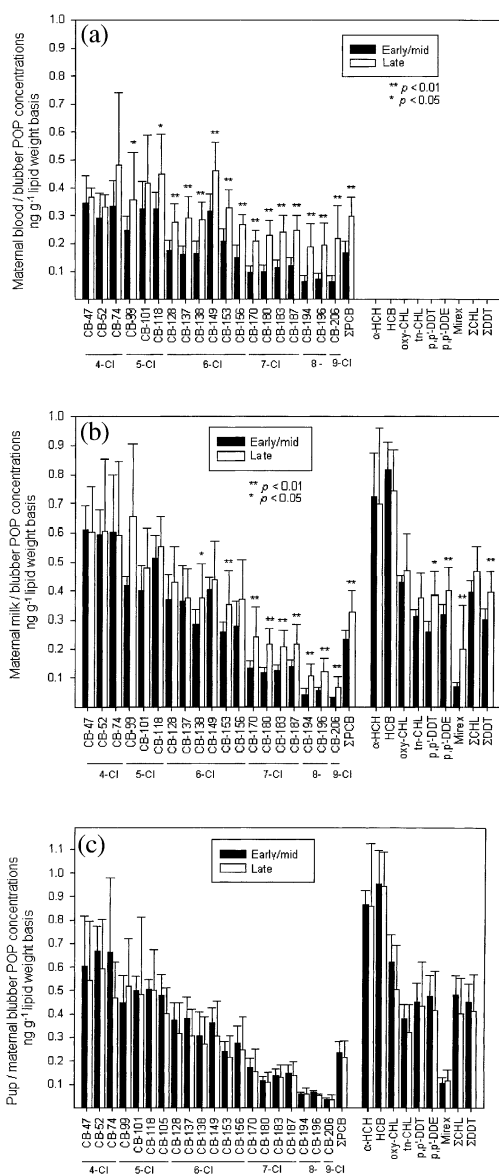 (a)
Maternal blood / blubber POP concentrations
ng g-1 lipid weight basis
1.0
0.9
0.8
0.7
0.6
0.5
0.4
0.3
0.2
0.1
Early/mid
Late
** p < 0.01
* p < 0.05
* * ** ** ** ** ** ** ** ** ** ** ** ** ** **
CB-47 CB-52 CB-74 CB-99 CB-101 CB-118 CB-128 CB-137 CB-138 CB-149 CB-153 CB-156 CB-170 CB-180 CB-183 CB-187 CB-194 CB-196 CB-206 ΣPCB α-HCH HCB oxy-CHL tn-CHL p,p'-DDT p,p'-DDE Mirex ΣCHL ΣDDT
4-Cl 5-Cl 6-Cl 7-Cl 8- 9-Cl
(b)
Maternal milk / blubber POP concentrations
ng g-1 lipid weight basis
1.0
0.9
0.8
0.7
0.6
0.5
0.4
0.3
0.2
0.1
Early/mid
Late
** p < 0.01
* p < 0.05
* ** ** ** ** ** ** ** ** ** * ** ** **
CB-47 CB-52 CB-74 CB-99 CB-101 CB-118 CB-128 CB-137 CB-138 CB-149 CB-153 CB-156 CB-170 CB-180 CB-183 CB-187 CB-194 CB-196 CB-206 ΣPCB α-HCH HCB oxy-CHL tn-CHL p,p'-DDT p,p'-DDE Mirex ΣCHL ΣDDT
4-Cl 5-Cl 6-Cl 7-Cl 8- 9-Cl
(c)
Pup / maternal blubber POP concentrations
ng g-1 lipid weight basis
1.1
1.0
0.9
0.8
0.7
0.6
0.5
0.4
0.3
0.2
0.1
Early/mid
Late
CB-47 CB-52 CB-74 CB-99 CB-101 CB-118 CB-105 CB-128 CB-137 CB-138 CB-149 CB-153 CB-156 CB-170 CB-180 CB-183 CB-187 CB-194 CB-196 CB-206 ΣPCB α-HCH HCB oxy-CHL tn-CHL p,p'-DDT p,p'-DDE Mirex ΣCHL ΣDDT
4-Cl 5-Cl 6-Cl 7-Cl 8- 9-Cl